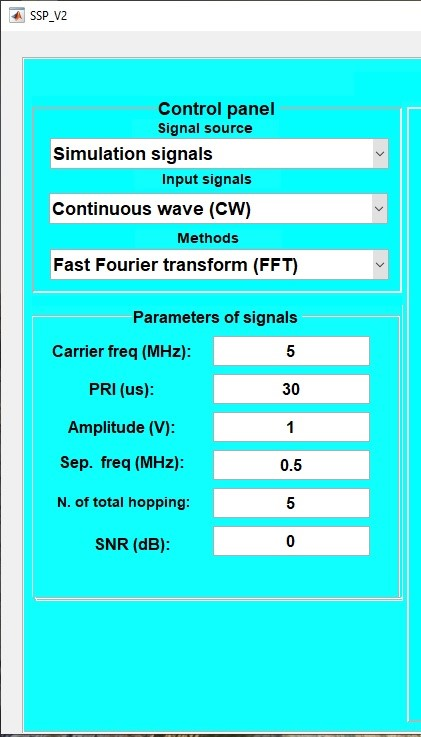 SSP_V2
Control panel
Signal source
Simulation signals
Input signals
Continuous wave (CW)
Methods
Fast Fourier transform (FFT)
Parameters of signals
Carrier freq (MHz): 5
PRI (us): 30
Amplitude (V): 1
Sep. freq (MHz): 0.5
N. of total hopping: 5
SNR (dB): 0